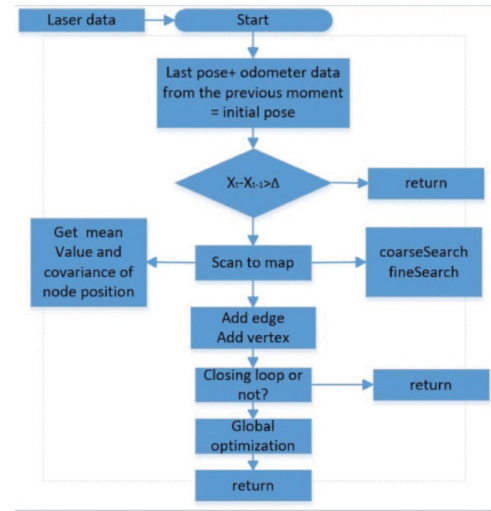 Laser data
Start
Last pose+ odometer data
from the previous moment
= initial pose
Xt-Xt-1>Δ
return
Get mean
Value and
covariance of
node position
Scan to map
coarseSearch
fineSearch
Add edge
Add vertex
Closing loop or
not?
return
Global
optimization
return